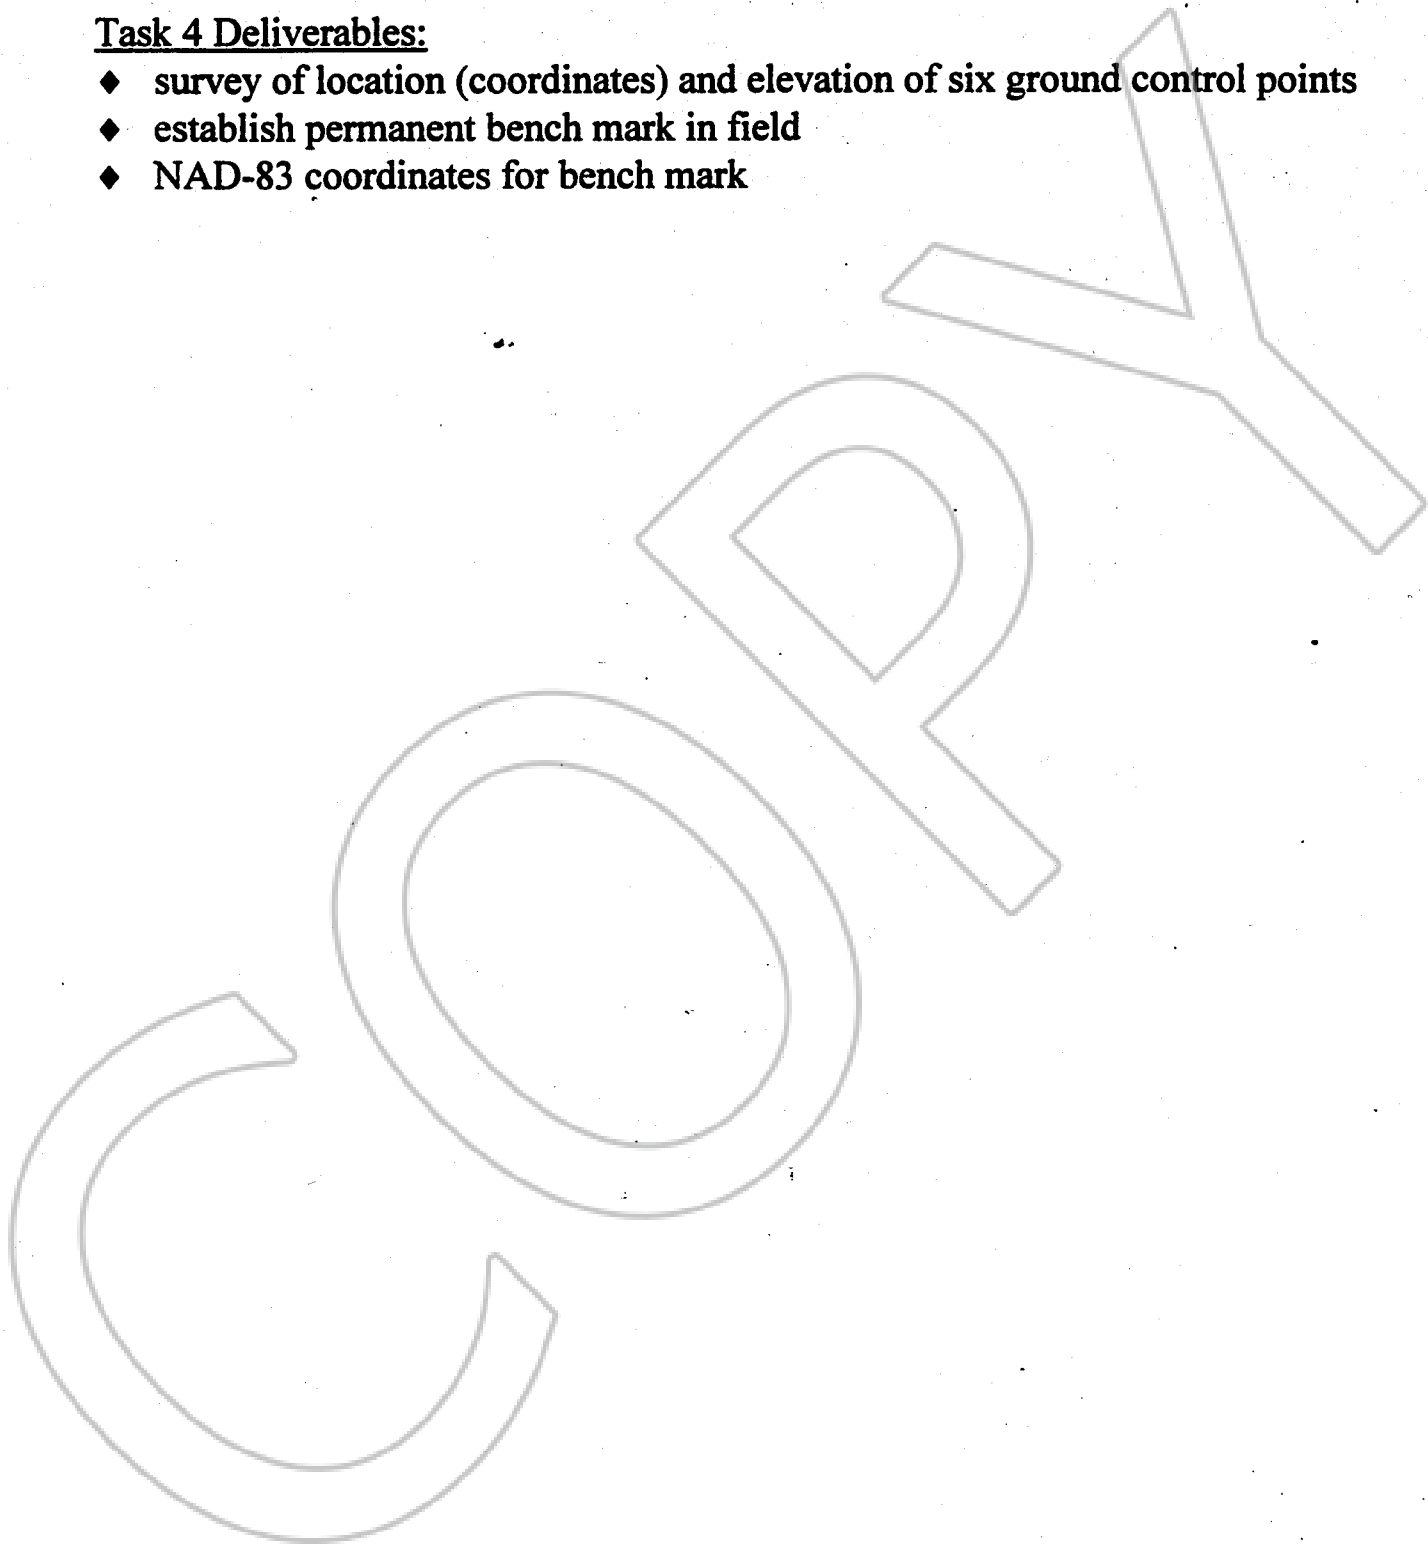 Task 4 Deliverables:
♦ survey of location (coordinates) and elevation of six ground control points
♦ establish permanent bench mark in field
♦ NAD-83 coordinates for bench mark
COPY